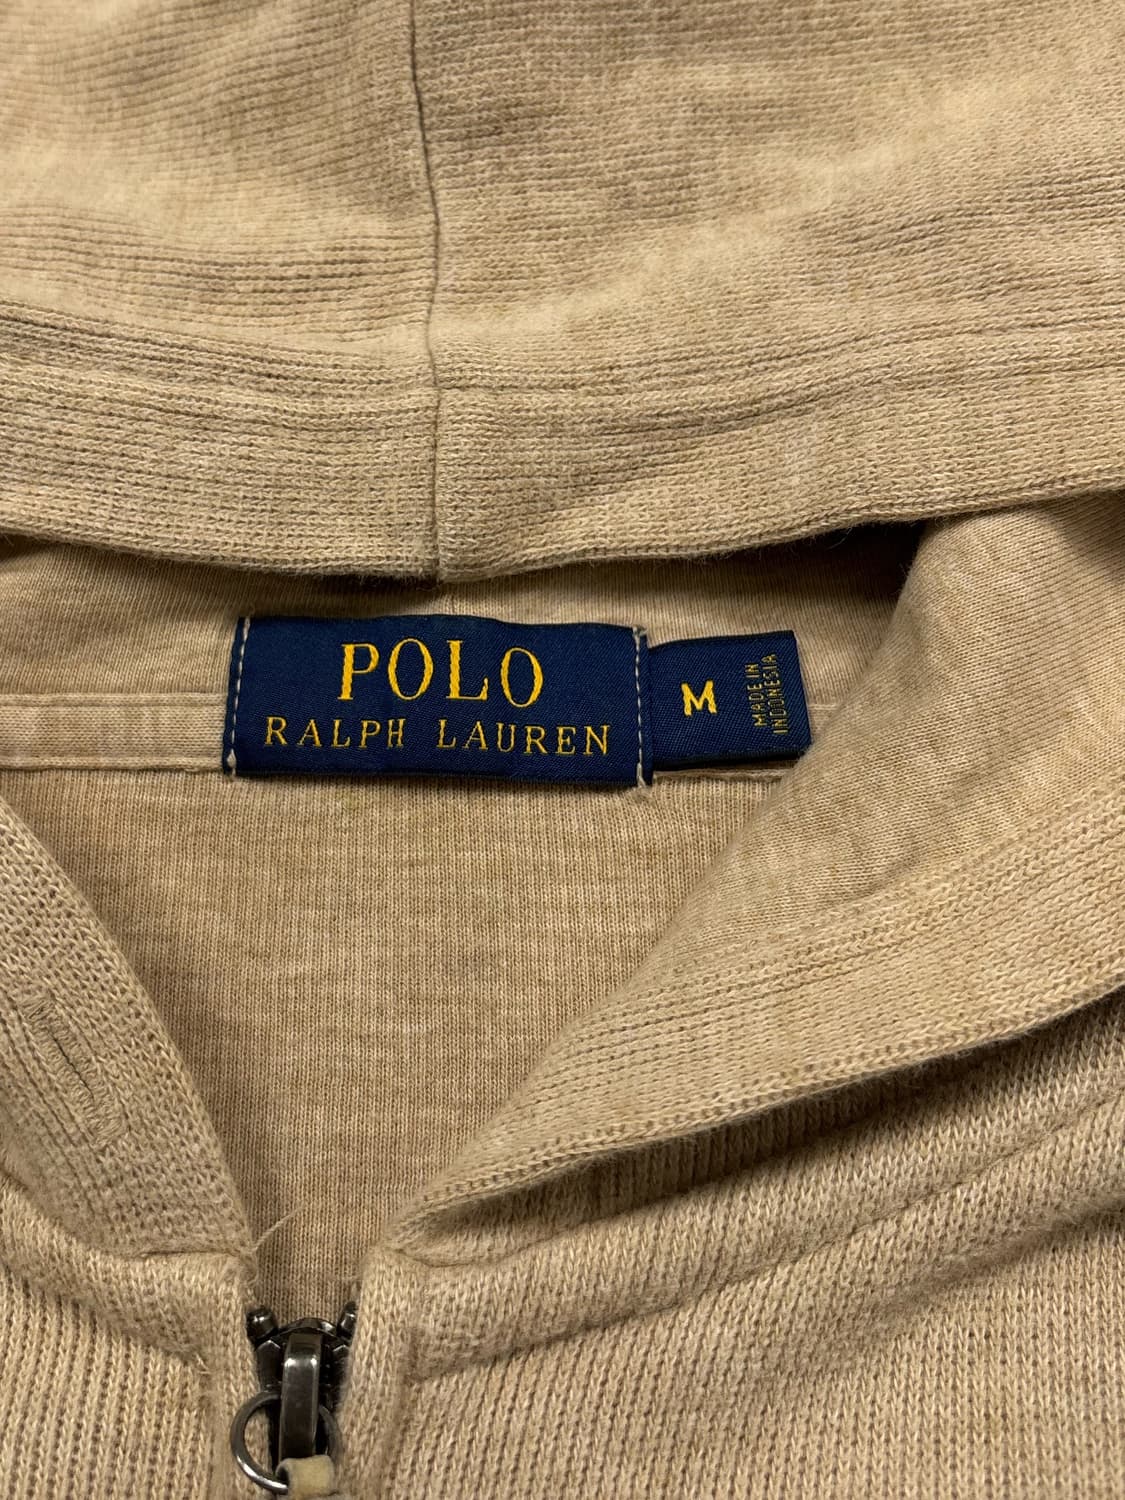 POLO
RALPH LAUREN
M
MADE IN
INDONESIA